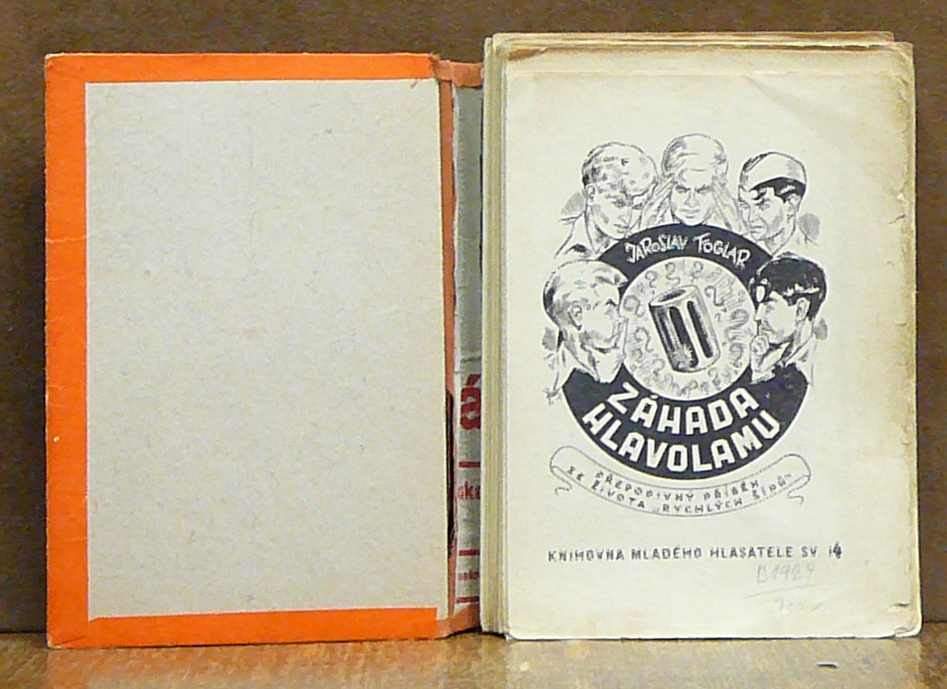 JAROSLAV FOGLAR
ZÁHADA
HLAVOLAMU
PŘEPODIVNÝ PŘÍBĚH
ZE ŽIVOTA „RYCHLÝCH ŠÍPŮ“
KNIHOVNA MLADÉHO HLASATELE SV. 14
á